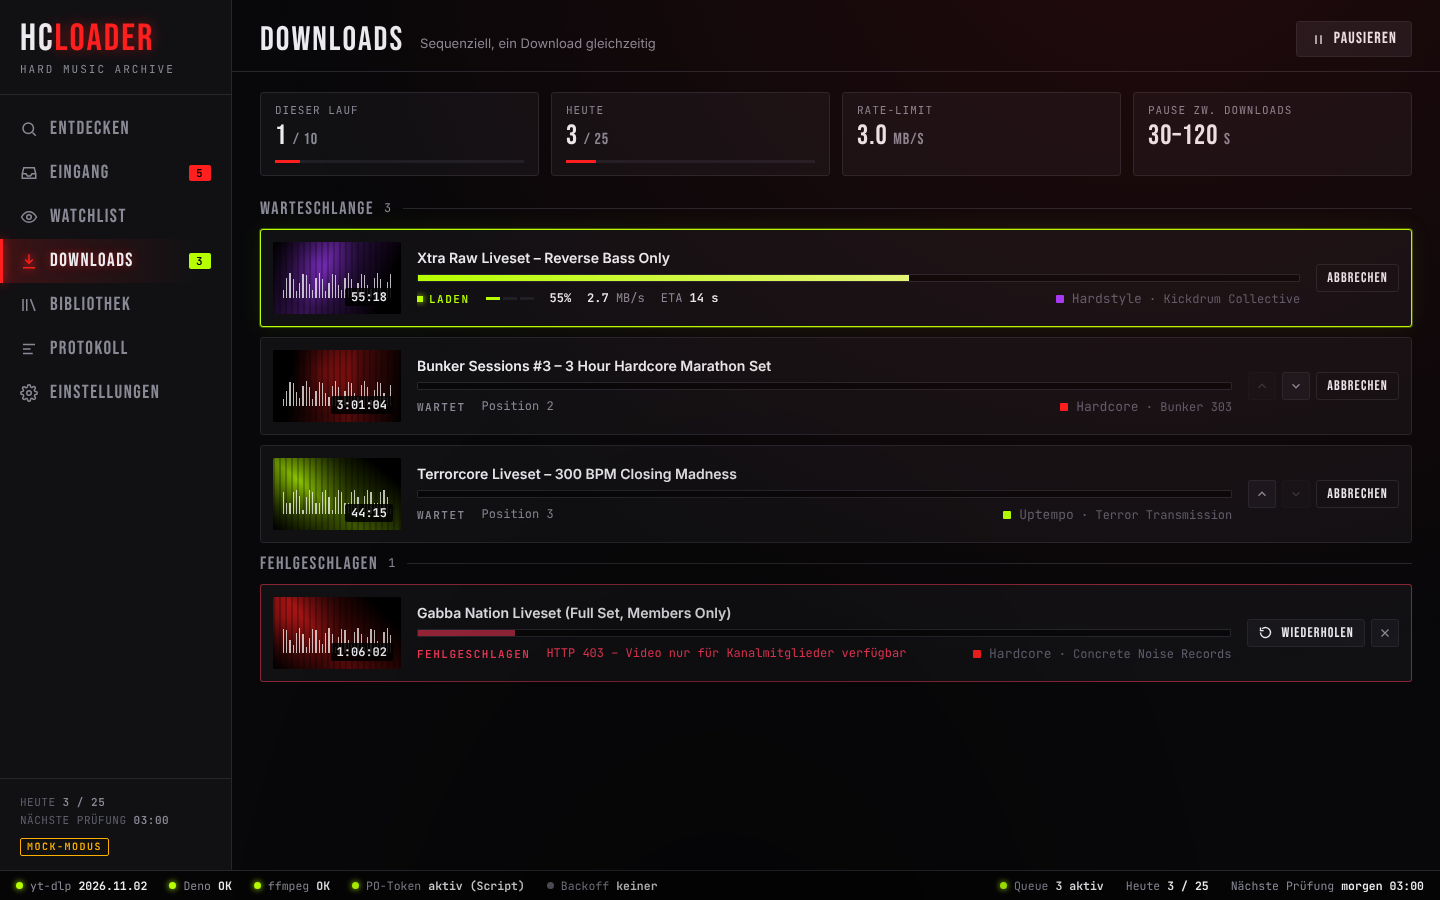 HCLOADER
HARD MUSIC ARCHIVE
ENTDECKEN
EINGANG 5
WATCHLIST
DOWNLOADS 3
BIBLIOTHEK
PROTOKOLL
EINSTELLUNGEN
HEUTE 3 / 25
NÄCHSTE PRÜFUNG 03:00
MOCK-MODUS
DOWNLOADS Sequenziell, ein Download gleichzeitig
PAUSIEREN
DIESER LAUF
1 / 10
HEUTE
3 / 25
RATE-LIMIT
3.0 MB/S
PAUSE ZW. DOWNLOADS
30–120 S
WARTESCHLANGE 3
55:18
Xtra Raw Liveset – Reverse Bass Only
LADEN 55% 2.7 MB/s ETA 14 s
Hardstyle · Kickdrum Collective
ABBRECHEN
3:01:04
Bunker Sessions #3 – 3 Hour Hardcore Marathon Set
WARTET Position 2
Hardcore · Bunker 303
ABBRECHEN
44:15
Terrorcore Liveset – 300 BPM Closing Madness
WARTET Position 3
Uptempo · Terror Transmission
ABBRECHEN
FEHLGESCHLAGEN 1
1:06:02
Gabba Nation Liveset (Full Set, Members Only)
FEHLGESCHLAGEN HTTP 403 – Video nur für Kanalmitglieder verfügbar
Hardcore · Concrete Noise Records
WIEDERHOLEN
yt-dlp 2026.11.02 Deno OK ffmpeg OK PO-Token aktiv (Script) Backoff keiner
Queue 3 aktiv Heute 3 / 25 Nächste Prüfung morgen 03:00